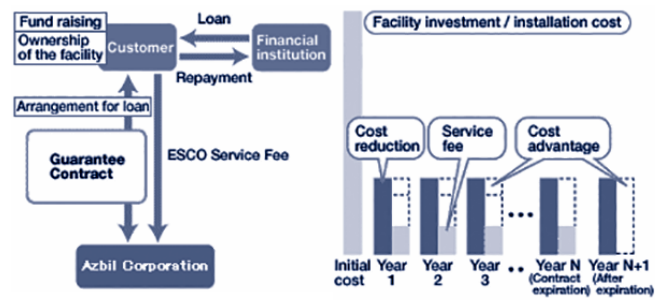 Fund raising
Ownership
of the facility
Customer
Loan
Repayment
Financial
institution
Arrangement for loan
Guarantee
Contract
ESCO Service Fee
Azbil Corporation
Facility investment / installation cost
Cost
reduction
Service
fee
Cost
advantage
Initial
cost
Year
1
Year
2
Year
3
Year N
(Contract
expiration)
Year N+1
(After
expiration)